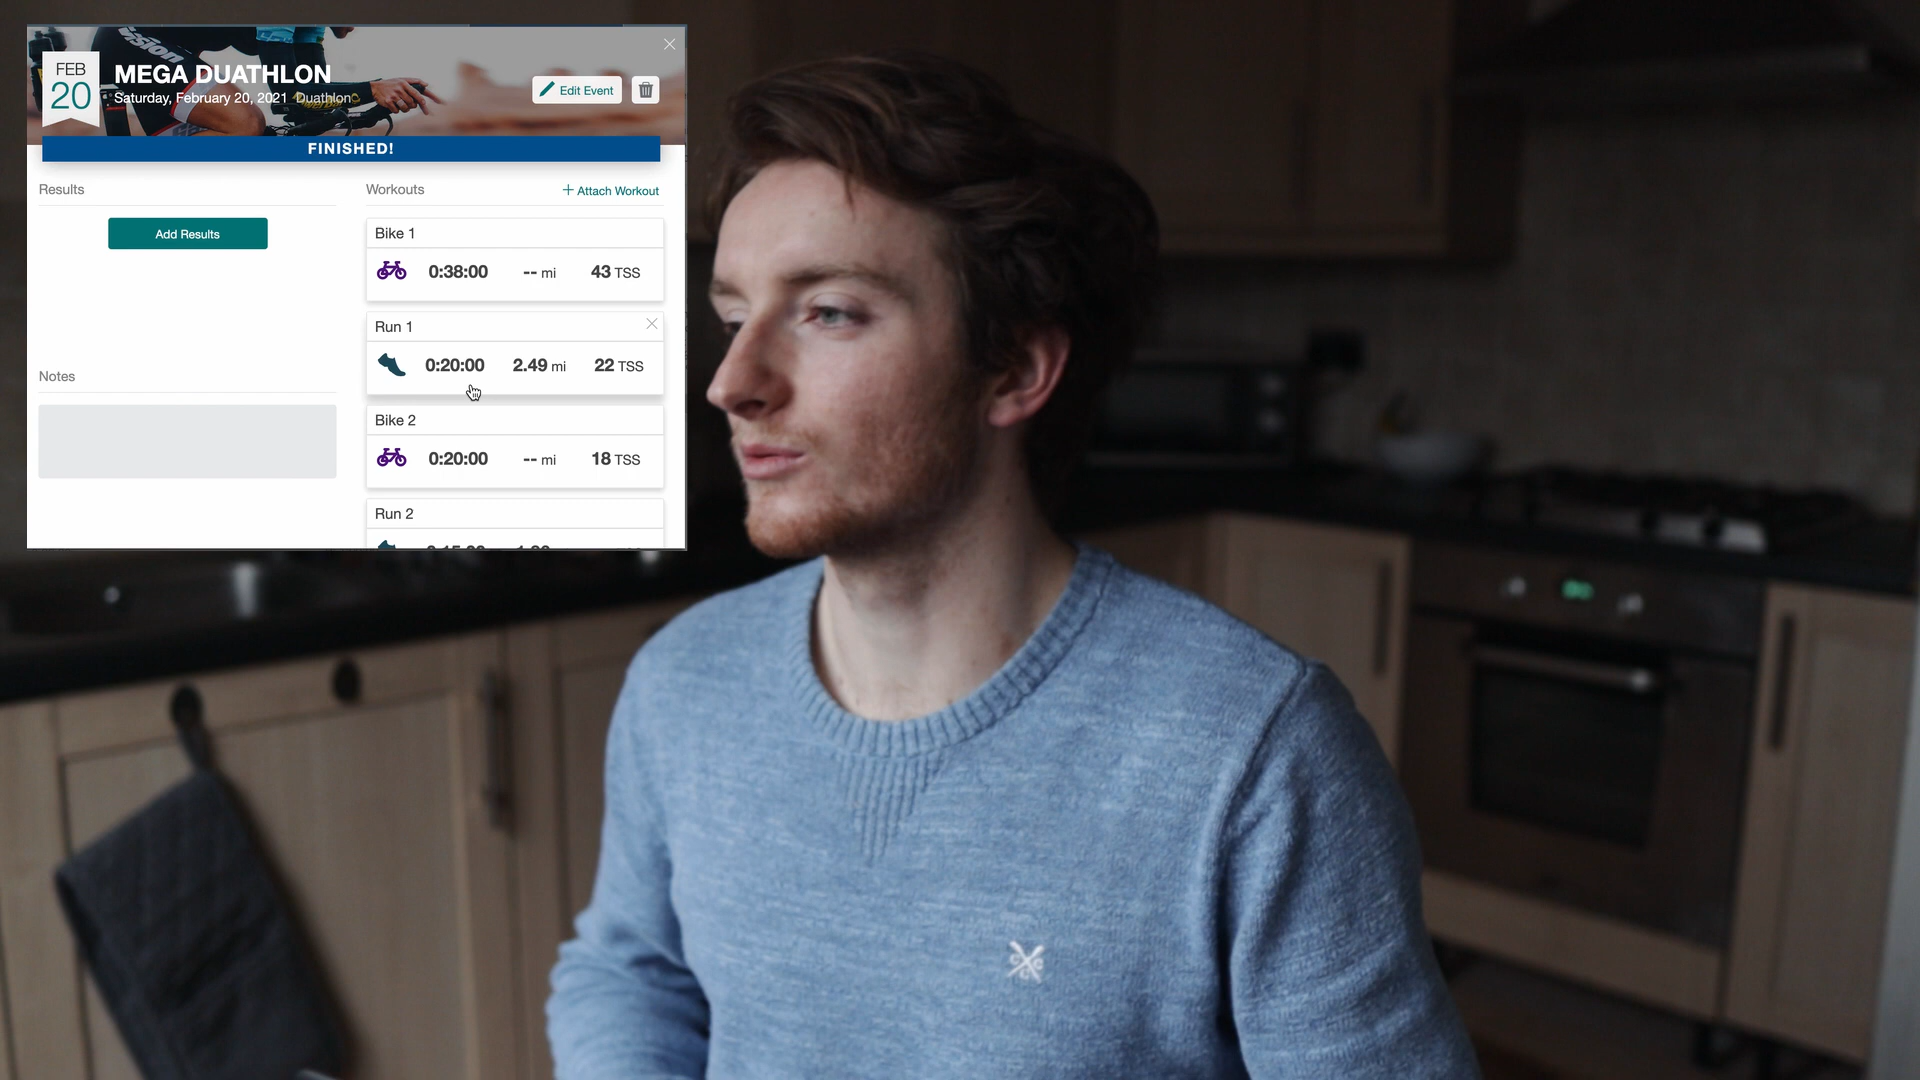 FEB
20
MEGA DUATHLON
Saturday, February 20, 2021 Duathlon
Edit Event
FINISHED!
Results
Add Results
Notes
Workouts
+ Attach Workout
Bike 1
0:38:00 -- mi 43 TSS
Run 1
0:20:00 2.49 mi 22 TSS
Bike 2
0:20:00 -- mi 18 TSS
Run 2